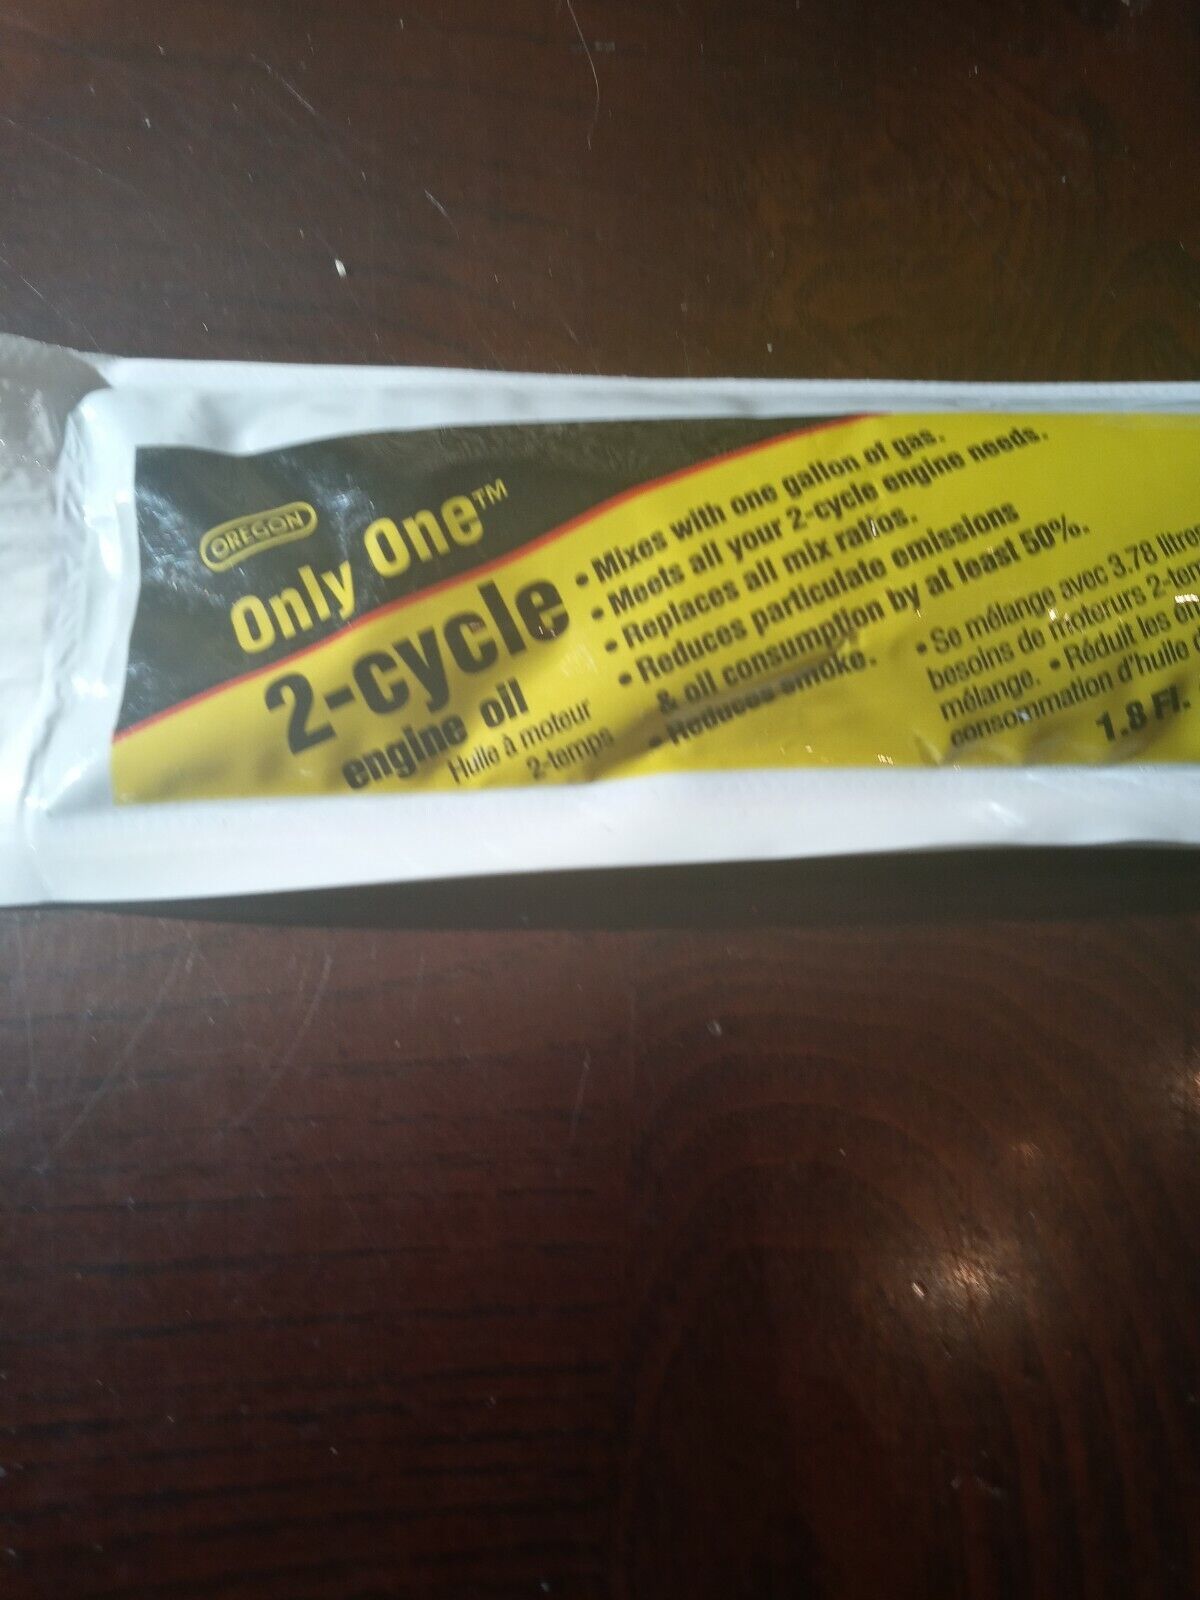 OREGON
Only One™
2-cycle
engine oil
Huile à moteur
2-temps
• Mixes with one gallon of gas.
• Meets all your 2-cycle engine needs.
• Replaces all mix ratios.
• Reduces particulate emissions
& oil consumption by at least 50%.
• Reduces smoke.
• Se mélange avec 3.78 litres
besoins de moterurs 2-tem
mélange. • Réduit les ém
consommation d'huile
1.8 Fl.